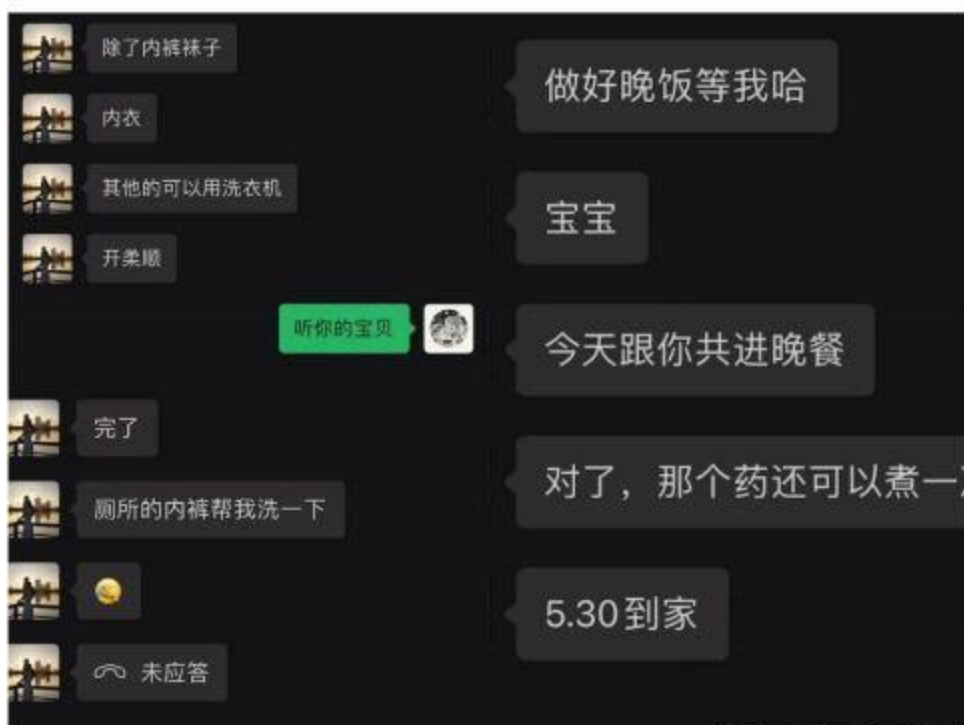 除了内裤袜子
内衣
其他的可以用洗衣机
开柔顺
听你的宝贝
完了
厕所的内裤帮我洗一下
未应答
做好晚饭等我哈
宝宝
今天跟你共进晚餐
对了，那个药还可以煮一
5.30到家